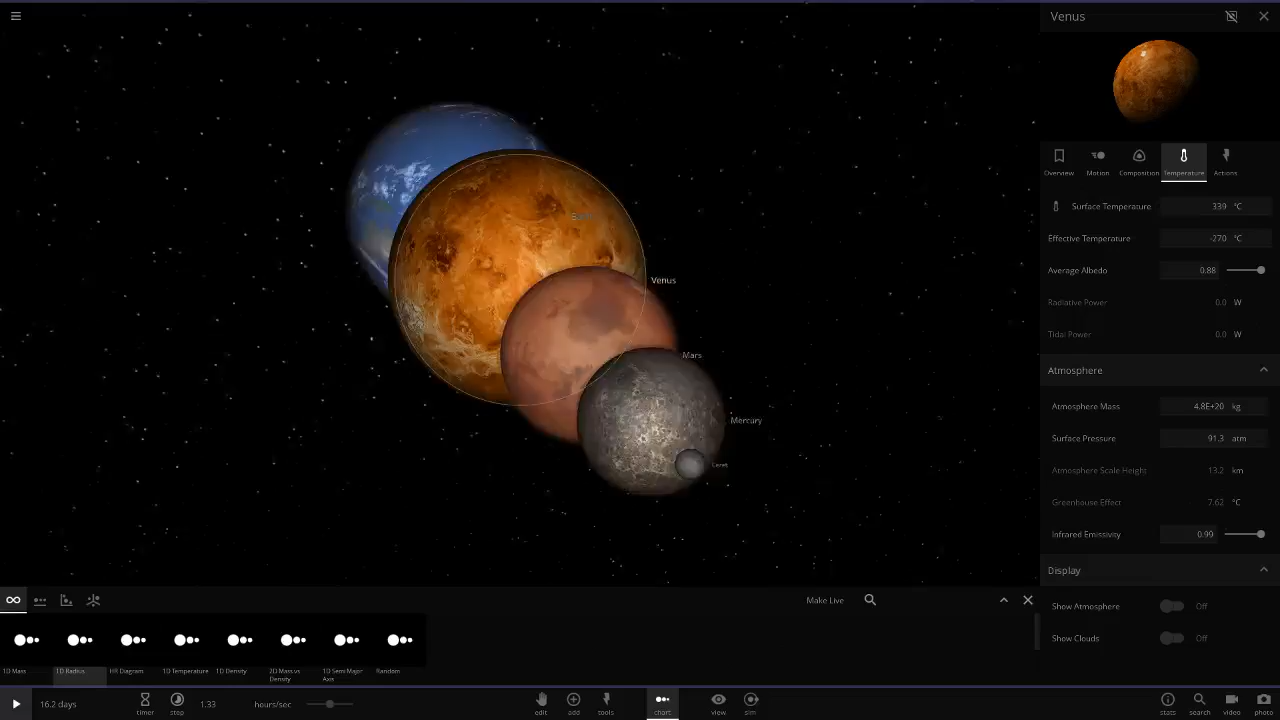 Venus
Overview
Motion
Composition
Temperature
Actions
Surface Temperature 339 °C
Effective Temperature -270 °C
Average Albedo 0.88
Radiative Power 0.0 W
Tidal Power 0.0 W
Atmosphere
Atmosphere Mass 4.8E+20 kg
Surface Pressure 91.3 atm
Atmosphere Scale Height 13.2 km
Greenhouse Effect 7.62 °C
Infrared Emissivity 0.99
Display
Show Atmosphere Off
Show Clouds Off
Earth
Venus
Mars
Mercury
Make Live
1D Mass
1D Radius
HR Diagram
1D Temperature
1D Density
2D Mass vs
Density
1D Semi Major
Axis
Random
16.2 days
timer
step
1.33 hours/sec
edit
add
tools
chart
view
sim
stats
search
video
photo